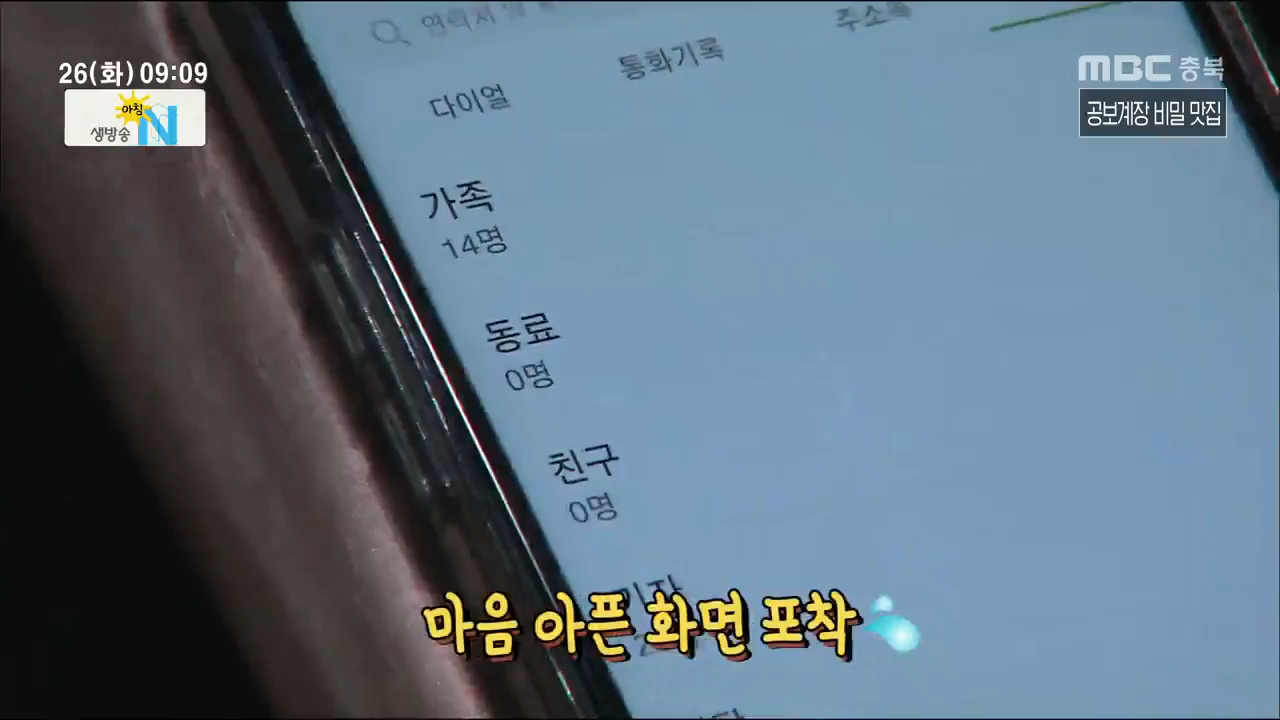 26(화) 09:09
아침
생방송 N
MBC 충북
공보계장 비밀 맛집
주소록
통화기록
다이얼
가족
14명
동료
0명
친구
0명
마음 아픈 화면 포착